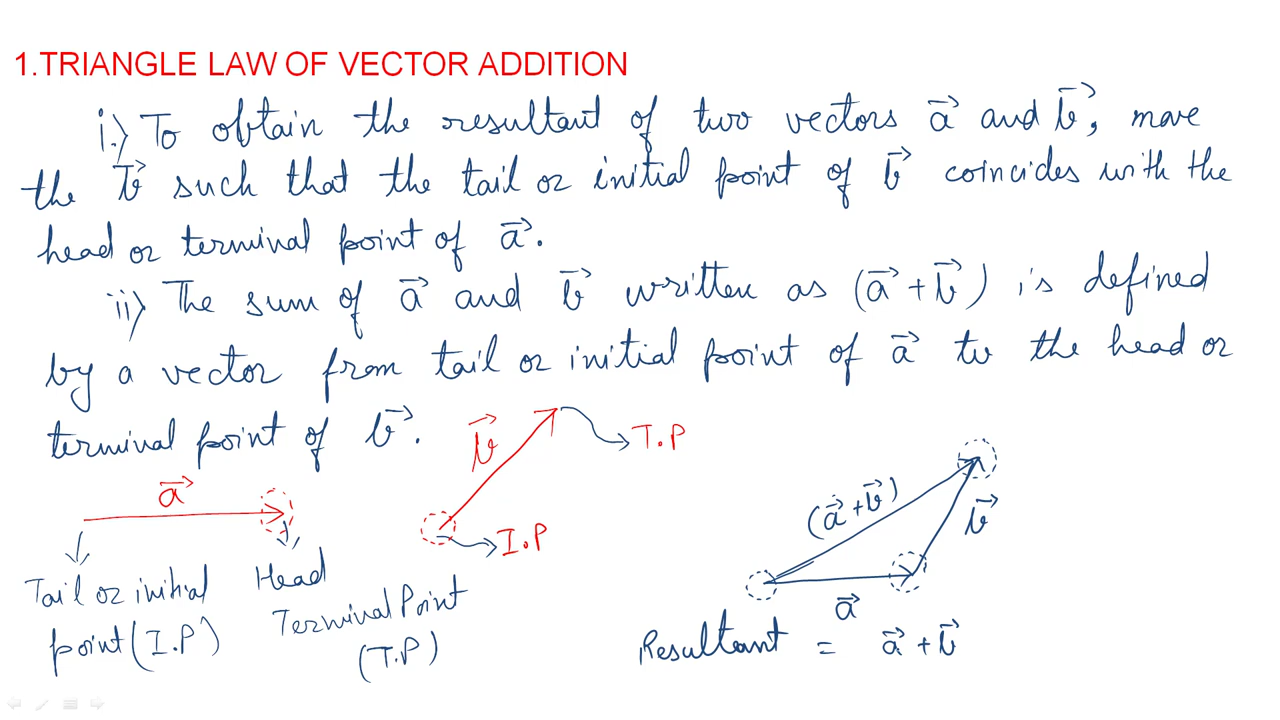 1.TRIANGLE LAW OF VECTOR ADDITION
i.) To obtain the resultant of two vectors a⃗ and b⃗, move
the b⃗ such that the tail or initial point of b⃗ coincides with the
head or terminal point of a⃗.
ii) The sum of a⃗ and b⃗ written as (a⃗ + b⃗) is defined
by a vector from tail or initial point of a⃗ to the head or
terminal point of b⃗.
b⃗
T.P
a⃗
I.P
Tail or initial
point (I.P)
Head
Terminal Point
(T.P)
(a⃗ + b⃗)
b⃗
a⃗
Resultant = a⃗ + b⃗